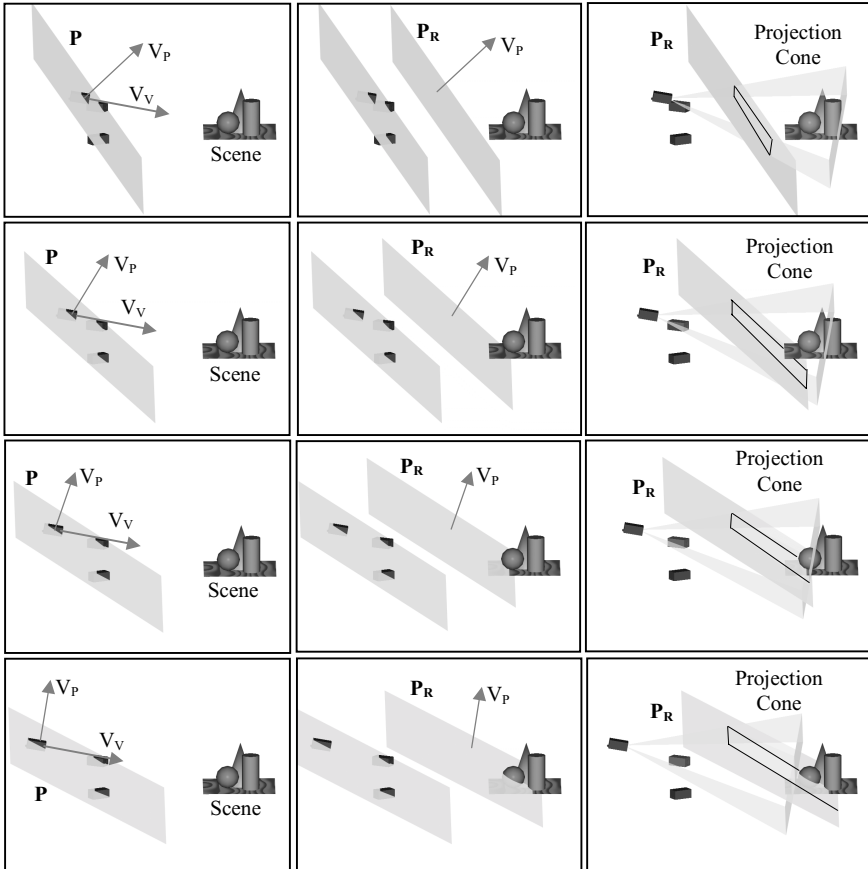 P
V_P
V_V
Scene
P_R
V_P
P_R
Projection
Cone
P
V_P
V_V
Scene
P_R
V_P
P_R
Projection
Cone
P
V_P
V_V
Scene
P_R
V_P
P_R
Projection
Cone
V_P
V_V
P
Scene
P_R
V_P
P_R
Projection
Cone